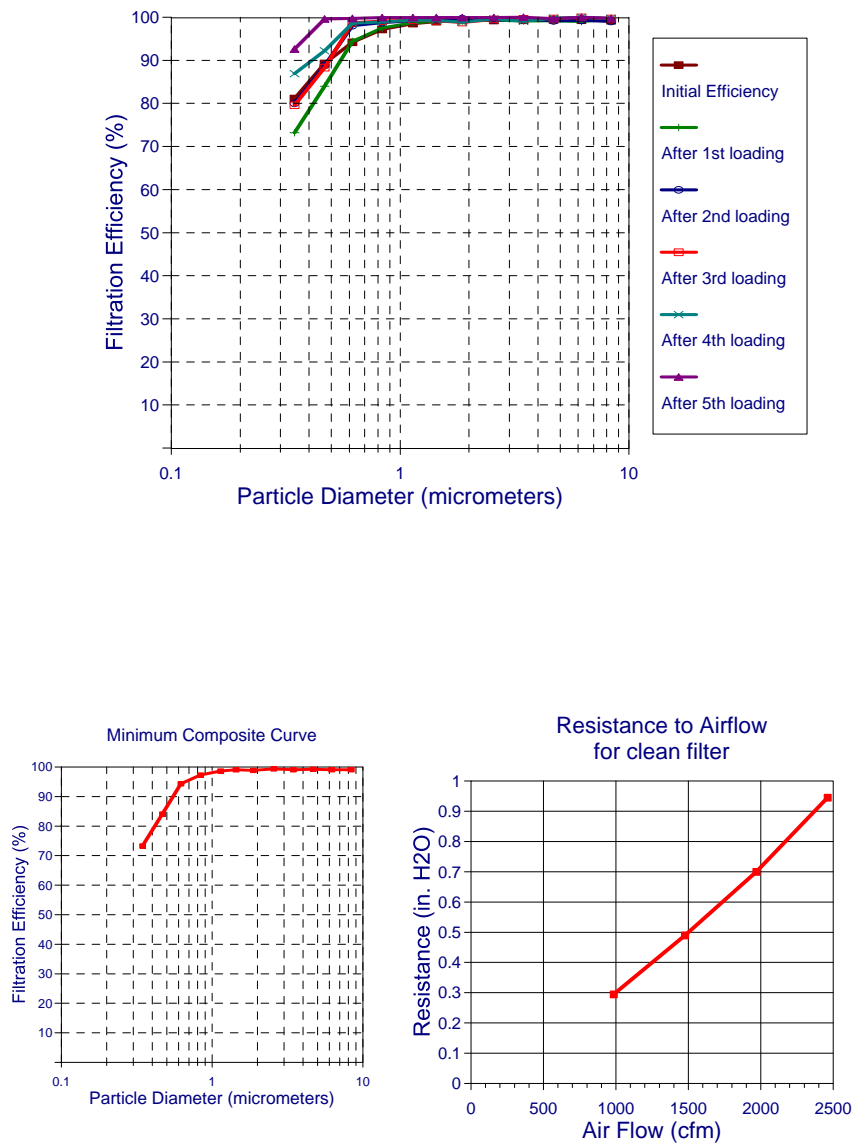 100
90
80
70
60
50
40
30
20
10
Filtration Efficiency (%)
0.1 1 10
Particle Diameter (micrometers)
Initial Efficiency
After 1st loading
After 2nd loading
After 3rd loading
After 4th loading
After 5th loading
Minimum Composite Curve
100
90
80
70
60
50
40
30
20
10
Filtration Efficiency (%)
0.1 1 10
Particle Diameter (micrometers)
Resistance to Airflow
for clean filter
1
0.9
0.8
0.7
0.6
0.5
0.4
0.3
0.2
0.1
0
Resistance (in. H2O)
0 500 1000 1500 2000 2500
Air Flow (cfm)